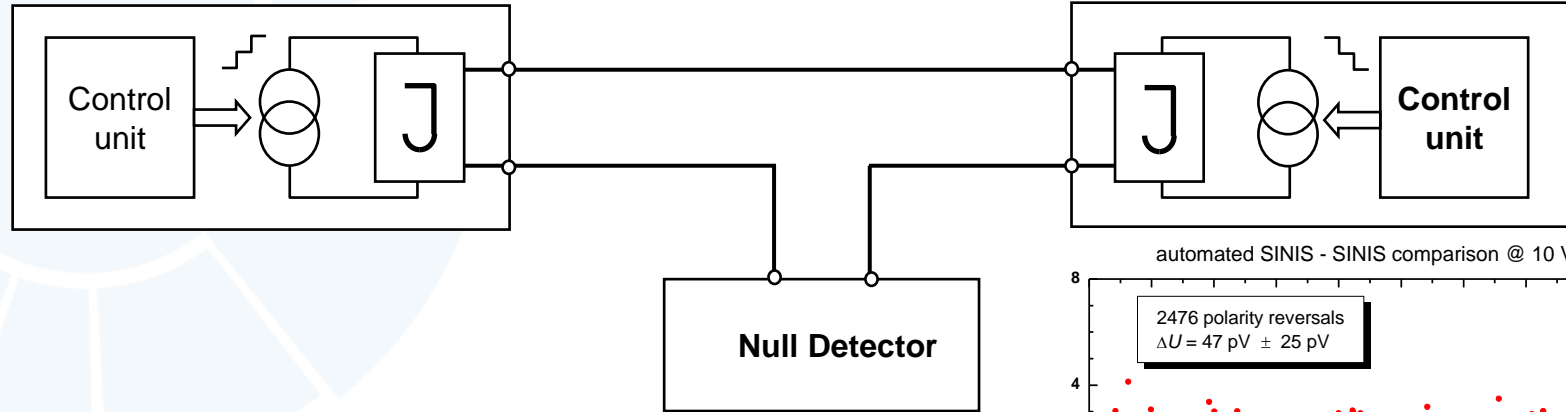 Control
unit
J
J
Control
unit
Null Detector
automated SINIS - SINIS comparison @ 10 V
8
2476 polarity reversals
ΔU = 47 pV ± 25 pV
4